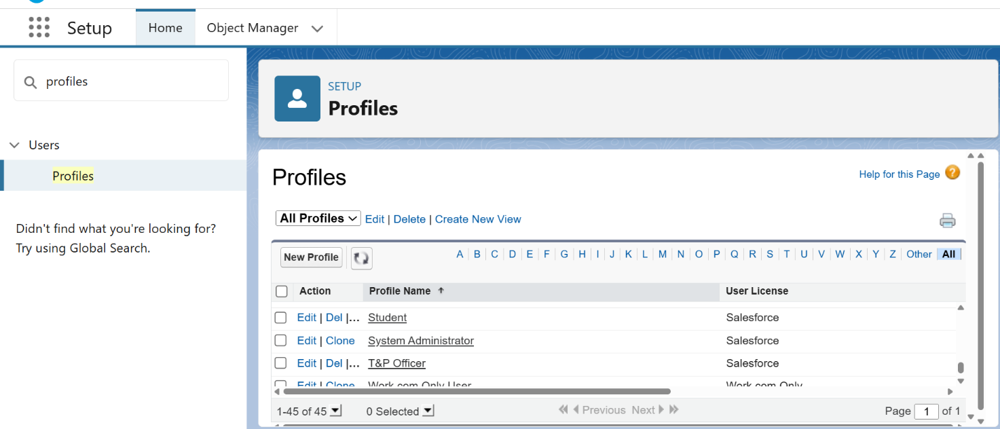 Setup
Home
Object Manager
profiles
Users
Profiles
Didn't find what you're looking for?
Try using Global Search.
SETUP
Profiles
Profiles
Help for this Page ?
All Profiles
Edit | Delete | Create New View
New Profile
A B C D E F G H I J K L M N O P Q R S T U V W X Y Z Other All
Action Profile Name User License
Edit | Del |... Student Salesforce
Edit | Clone System Administrator Salesforce
Edit | Del |... T&P Officer Salesforce
Edit | Clone Work.com Only User Work.com Only
1-45 of 45 0 Selected Previous Next Page 1 of 1